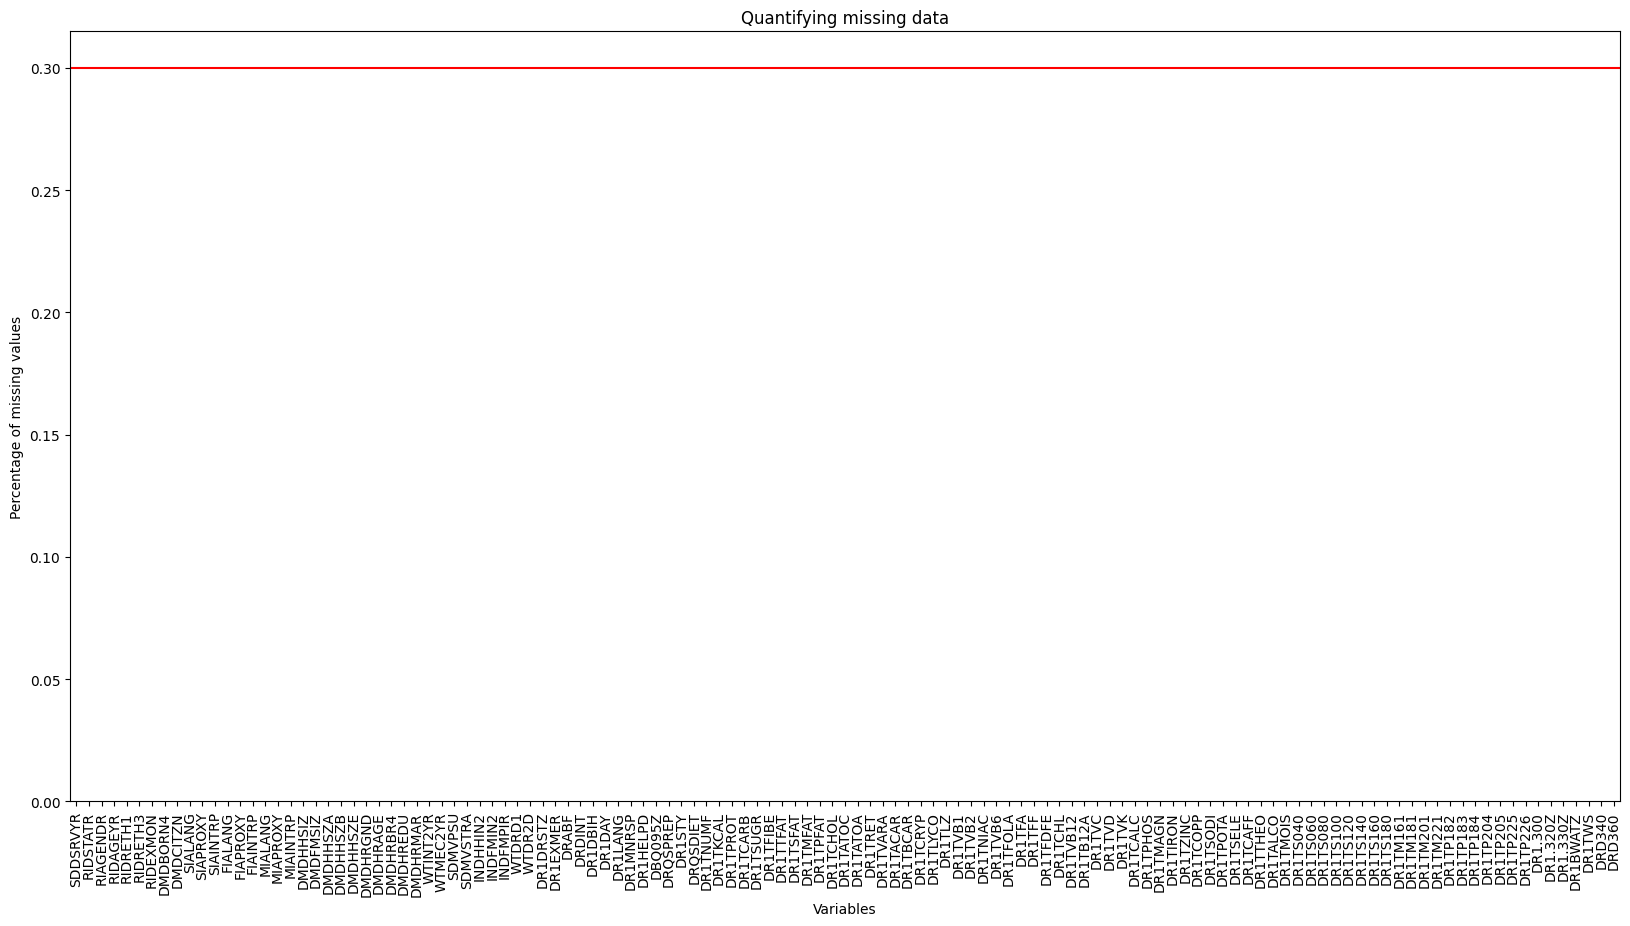 Quantifying missing data
0.30
0.25
0.20
0.15
0.10
0.05
0.00
Percentage of missing values
SDDSRVYR
RIDSTATR
RIAGENDR
RIDAGEYR
RIDRETH1
RIDRETH3
RIDEXMON
DMDBORN4
DMDCITZN
SIALANG
SIAPROXY
SIAINTRP
FIALANG
FIAPROXY
FIAINTRP
MIALANG
MIAPROXY
MIAINTRP
DMDHHSIZ
DMDFMSIZ
DMDHHSZA
DMDHHSZB
DMDHHSZE
DMDHRGND
DMDHRAGE
DMDHRBR4
DMDHREDU
DMDHRMAR
WTINT2YR
WTMEC2YR
SDMVPSU
SDMVSTRA
INDHHIN2
INDFMIN2
INDFMPIR
WTDRD1
WTDR2D
DR1DRSTZ
DR1EXMER
DRABF
DRDINT
DR1DBIH
DR1DAY
DR1LANG
DR1MNRSP
DR1HELPD
DBQ095Z
DRQSPREP
DR1STY
DRQSDIET
DR1TNUMF
DR1TKCAL
DR1TPROT
DR1TCARB
DR1TSUGR
DR1TFIBE
DR1TTFAT
DR1TSFAT
DR1TMFAT
DR1TPFAT
DR1TCHOL
DR1TATOC
DR1TATOA
DR1TRET
DR1TVARA
DR1TACAR
DR1TBCAR
DR1TCRYP
DR1TLYCO
DR1TLZ
DR1TVB1
DR1TVB2
DR1TNIAC
DR1TVB6
DR1TFOLA
DR1TFA
DR1TFF
DR1TFDFE
DR1TCHL
DR1TVB12
DR1TB12A
DR1TVC
DR1TVD
DR1TVK
DR1TCALC
DR1TPHOS
DR1TMAGN
DR1TIRON
DR1TZINC
DR1TCOPP
DR1TSODI
DR1TPOTA
DR1TSELE
DR1TCAFF
DR1THEO
DR1TALCO
DR1TMOIS
DR1TS040
DR1TS060
DR1TS080
DR1TS100
DR1TS120
DR1TS140
DR1TS160
DR1TS180
DR1TM161
DR1TM181
DR1TM201
DR1TM221
DR1TP182
DR1TP183
DR1TP184
DR1TP204
DR1TP205
DR1TP225
DR1TP226
DR1.300
DR1.320Z
DR1.330Z
DR1BWATZ
DR1TWS
DRD340
DRD360
Variables